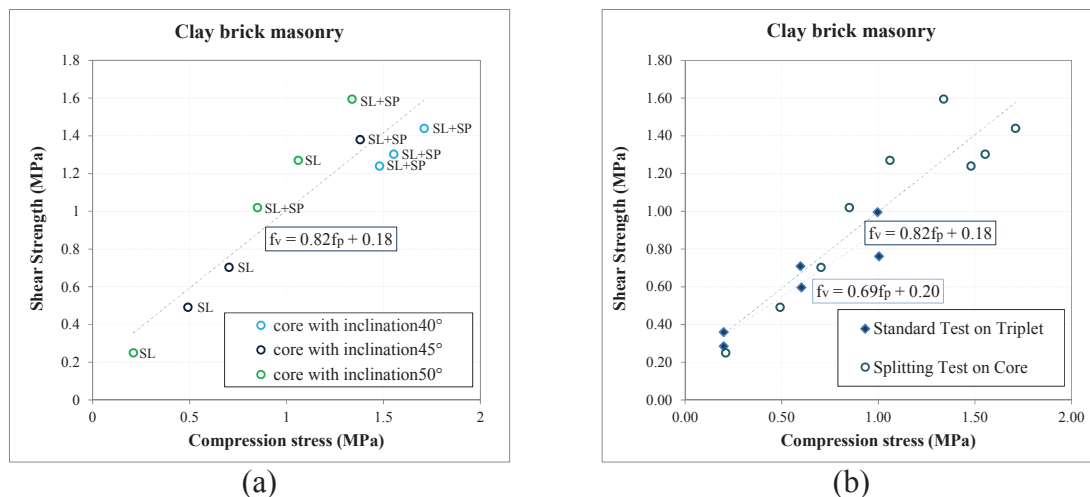 Clay brick masonry
Shear Strength (MPa)
1.8
1.6
1.4
1.2
1
0.8
0.6
0.4
0.2
0
SL+SP
SL+SP
SL+SP
SL+SP
SL+SP
SL
SL+SP
SL
SL
SL
fv = 0.82fp + 0.18
core with inclination40°
core with inclination45°
core with inclination50°
0 0.5 1 1.5 2
Compression stress (MPa)
(a)
Clay brick masonry
Shear Strength (MPa)
1.80
1.60
1.40
1.20
1.00
0.80
0.60
0.40
0.20
0.00
fv = 0.82fp + 0.18
fv = 0.69fp + 0.20
Standard Test on Triplet
Splitting Test on Core
0.00 0.50 1.00 1.50 2.00
Compression stress (MPa)
(b)